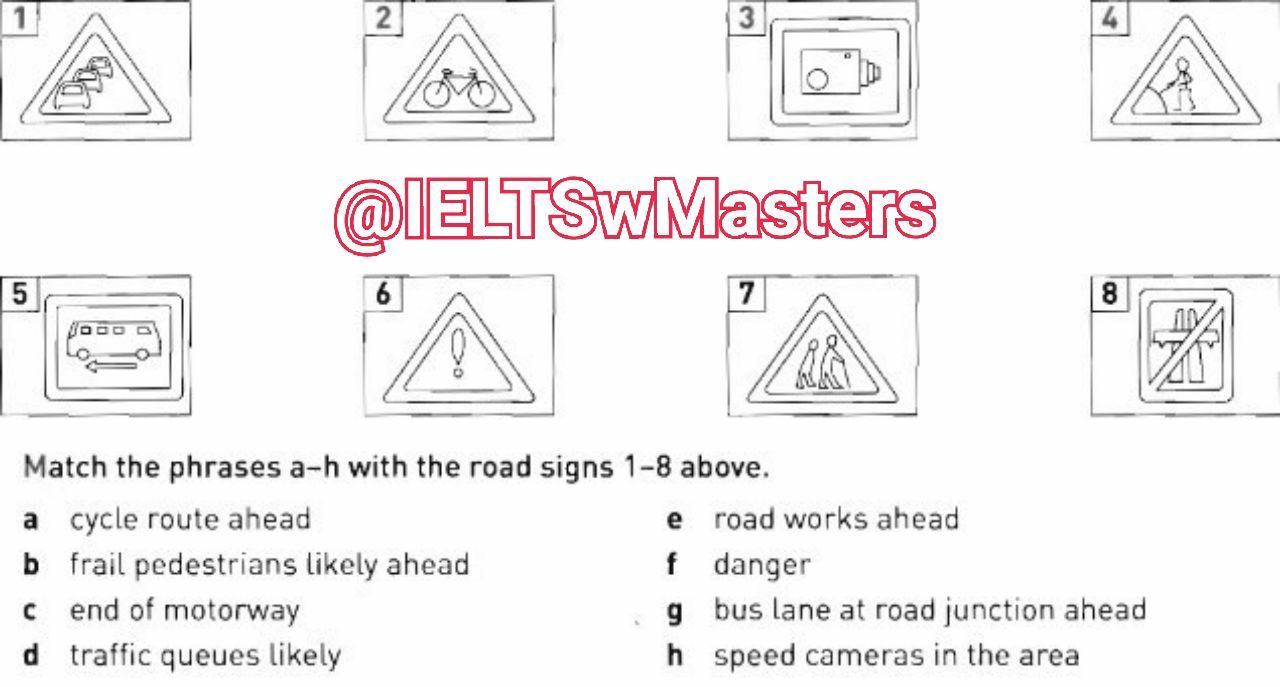 1 2 3 4
@IELTSwMasters
5 6 7 8
Match the phrases a–h with the road signs 1–8 above.
a cycle route ahead
b frail pedestrians likely ahead
c end of motorway
d traffic queues likely
e road works ahead
f danger
g bus lane at road junction ahead
h speed cameras in the area